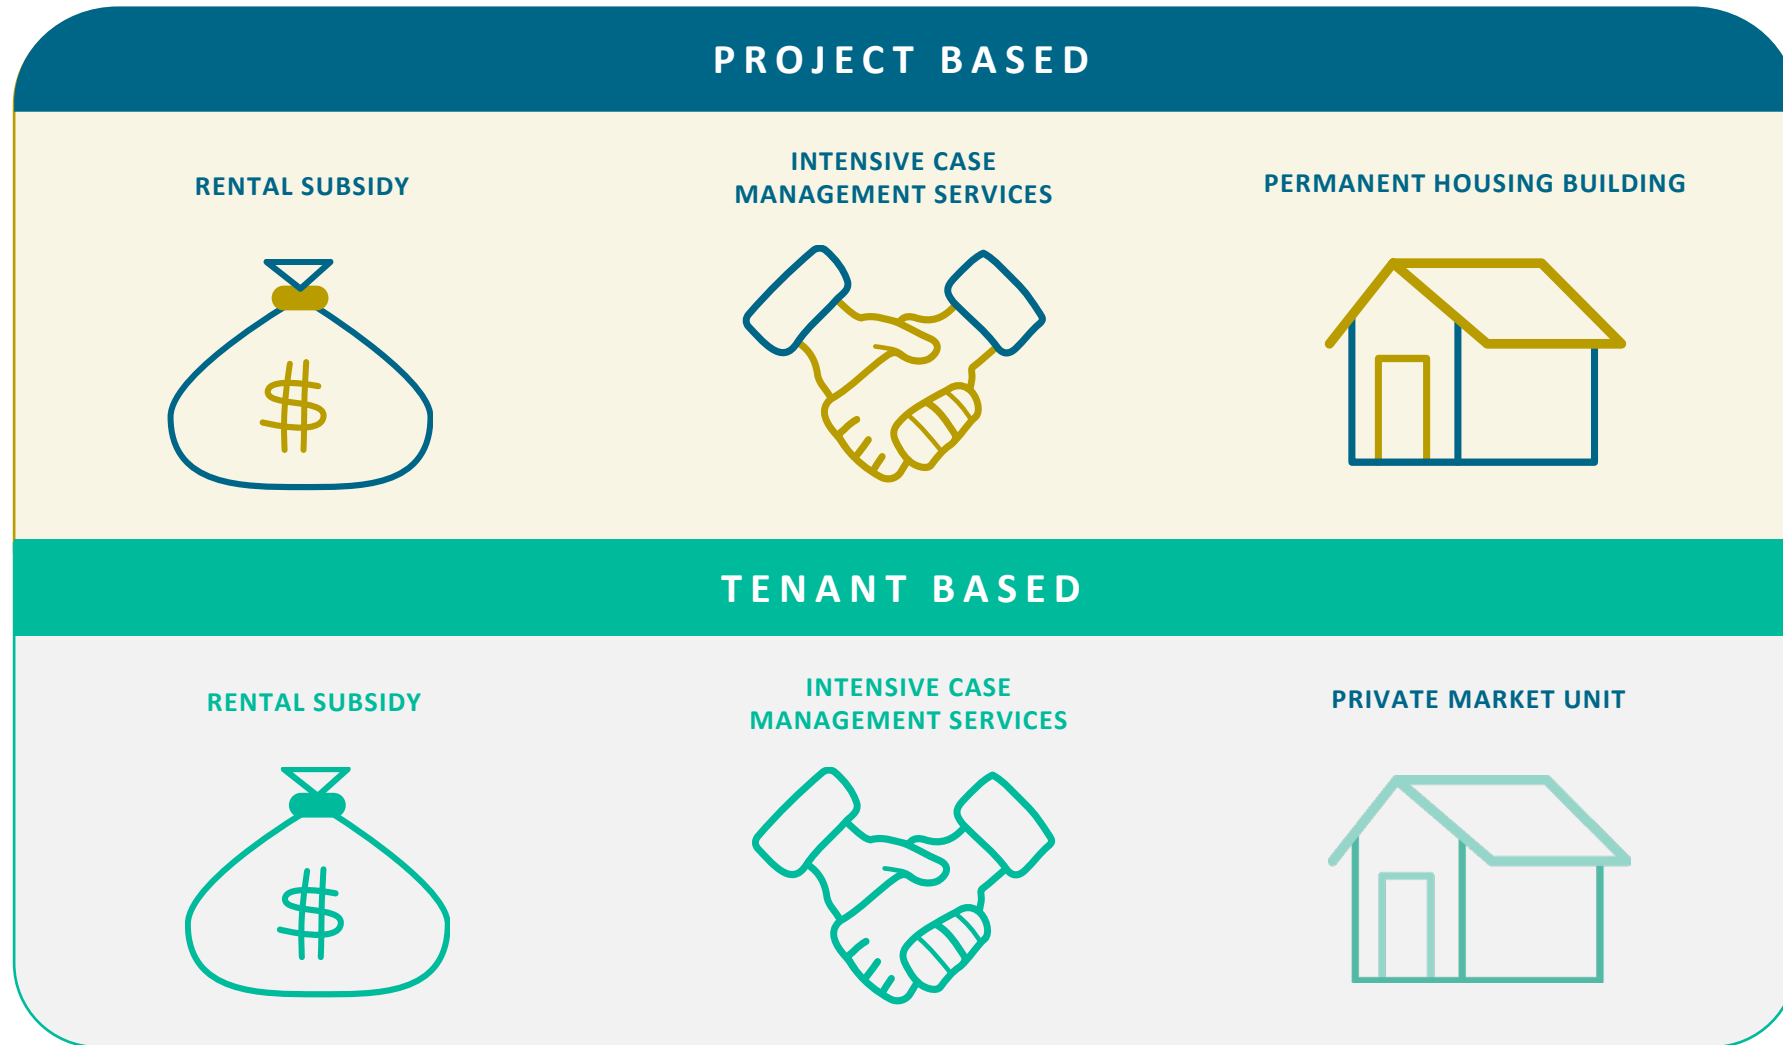 PROJECT BASED
RENTAL SUBSIDY
INTENSIVE CASE
MANAGEMENT SERVICES
PERMANENT HOUSING BUILDING
$
TENANT BASED
RENTAL SUBSIDY
INTENSIVE CASE
MANAGEMENT SERVICES
PRIVATE MARKET UNIT
$